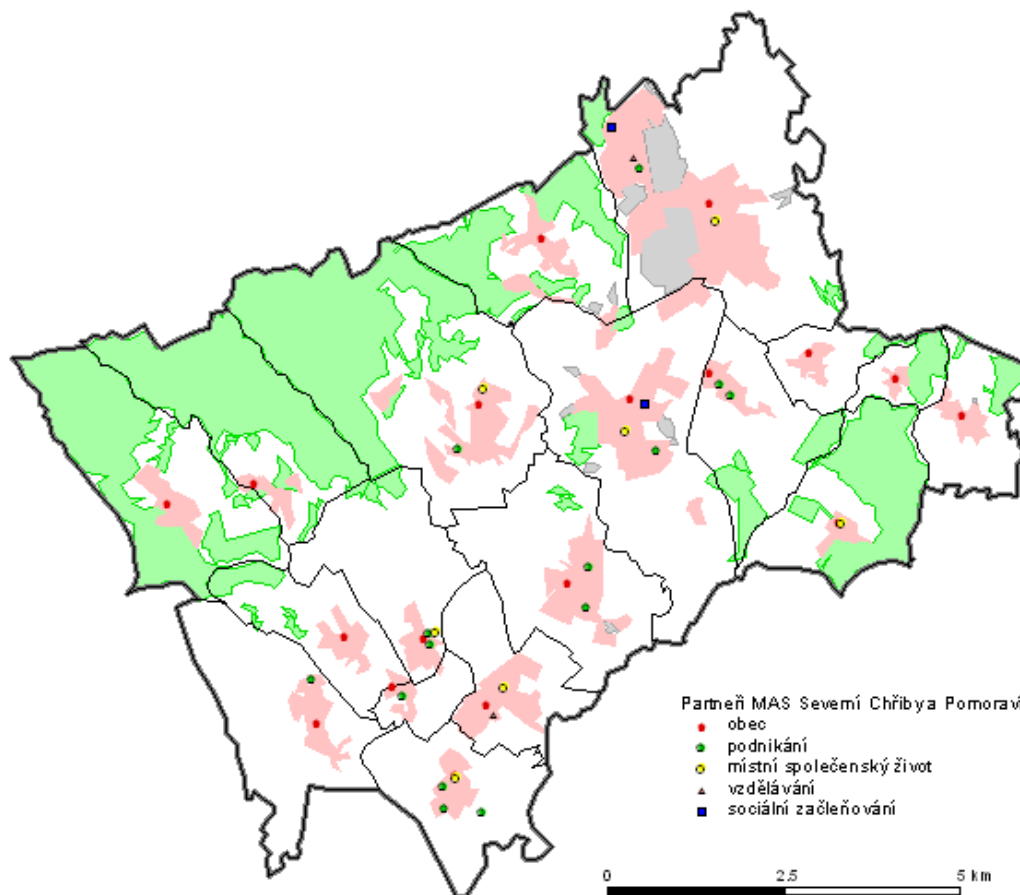 Partneři MAS Severní Chřiby a Pomoraví
obec
podnikání
místní společenský život
vzdělávání
sociální začleňování
0 2.5 5 km